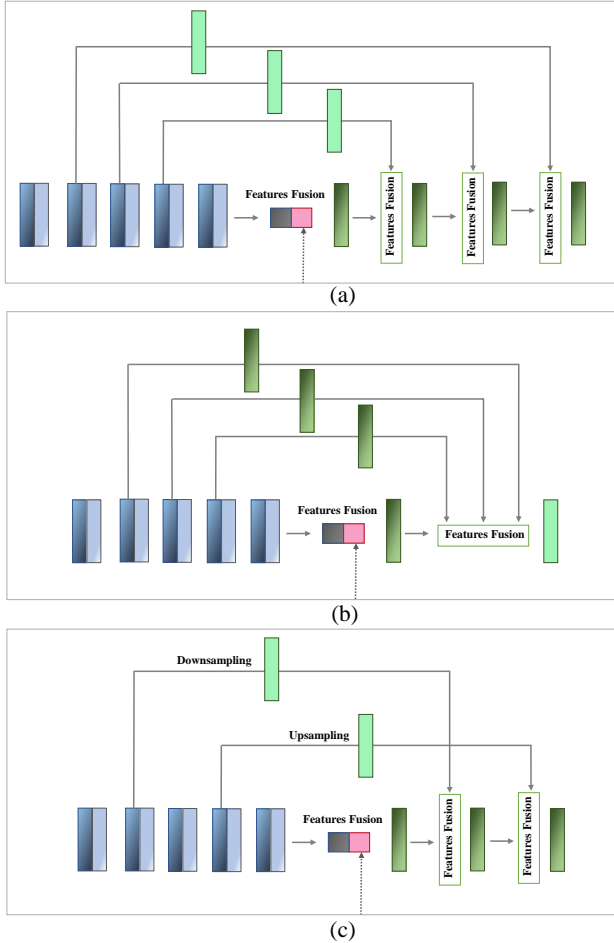 Features Fusion
Features Fusion
Features Fusion
Features Fusion
(a)
Features Fusion
Features Fusion
(b)
Downsampling
Upsampling
Features Fusion
Features Fusion
Features Fusion
(c)